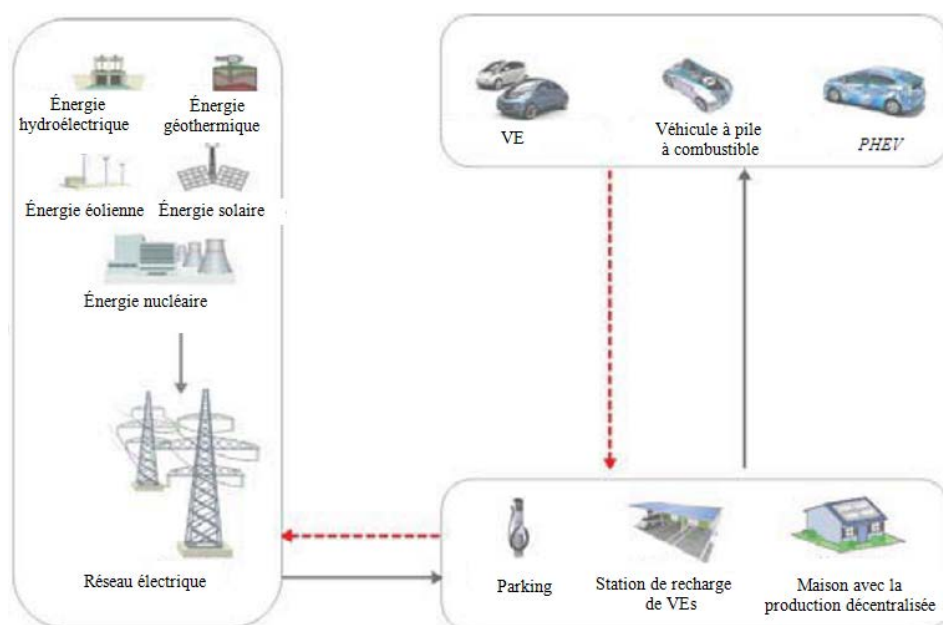 Énergie
hydroélectrique
Énergie
géothermique
Énergie éolienne
Énergie solaire
Énergie nucléaire
Réseau électrique
VE
Véhicule à pile
à combustible
PHEV
Parking
Station de recharge
de VEs
Maison avec la
production décentralisée